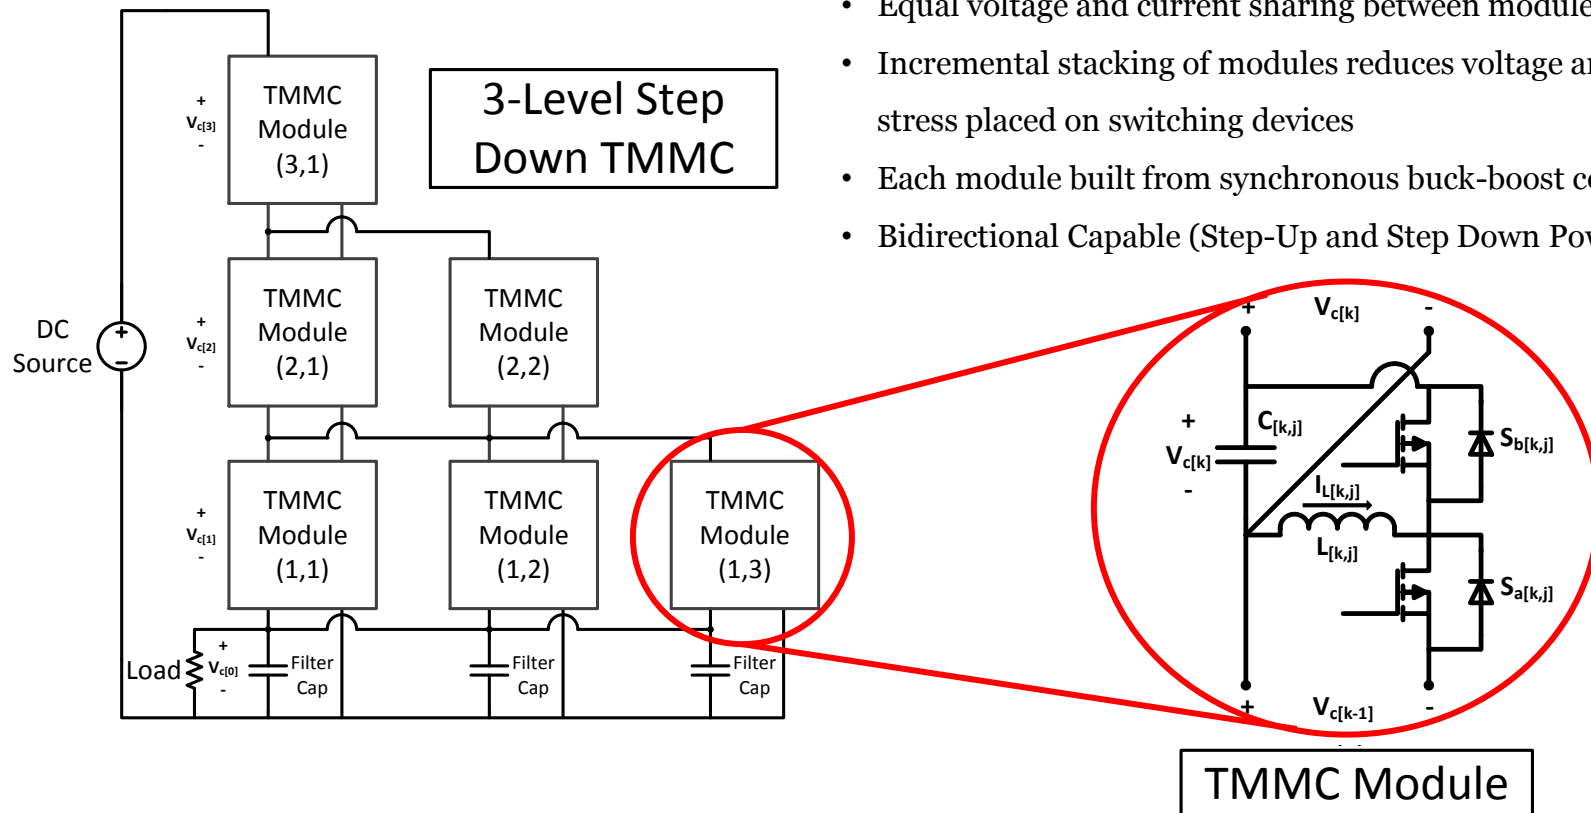 • Equal voltage and current sharing between module
• Incremental stacking of modules reduces voltage
stress placed on switching devices
• Each module built from synchronous buck-boost
• Bidirectional Capable (Step-Up and Step Down
3-Level Step
Down TMMC
+
Vc[3]
-
TMMC
Module
(3,1)
+
Vc[2]
-
TMMC
Module
(2,1)
TMMC
Module
(2,2)
DC
Source
+
-
+
Vc[1]
-
TMMC
Module
(1,1)
TMMC
Module
(1,2)
TMMC
Module
(1,3)
Load
+
Vc[0]
-
Filter
Cap
Filter
Cap
Filter
Cap
+ Vc[k] -
+
Vc[k]
-
C[k,j]
Sb[k,j]
IL[k,j]
L[k,j]
Sa[k,j]
+ Vc[k-1] -
TMMC Module